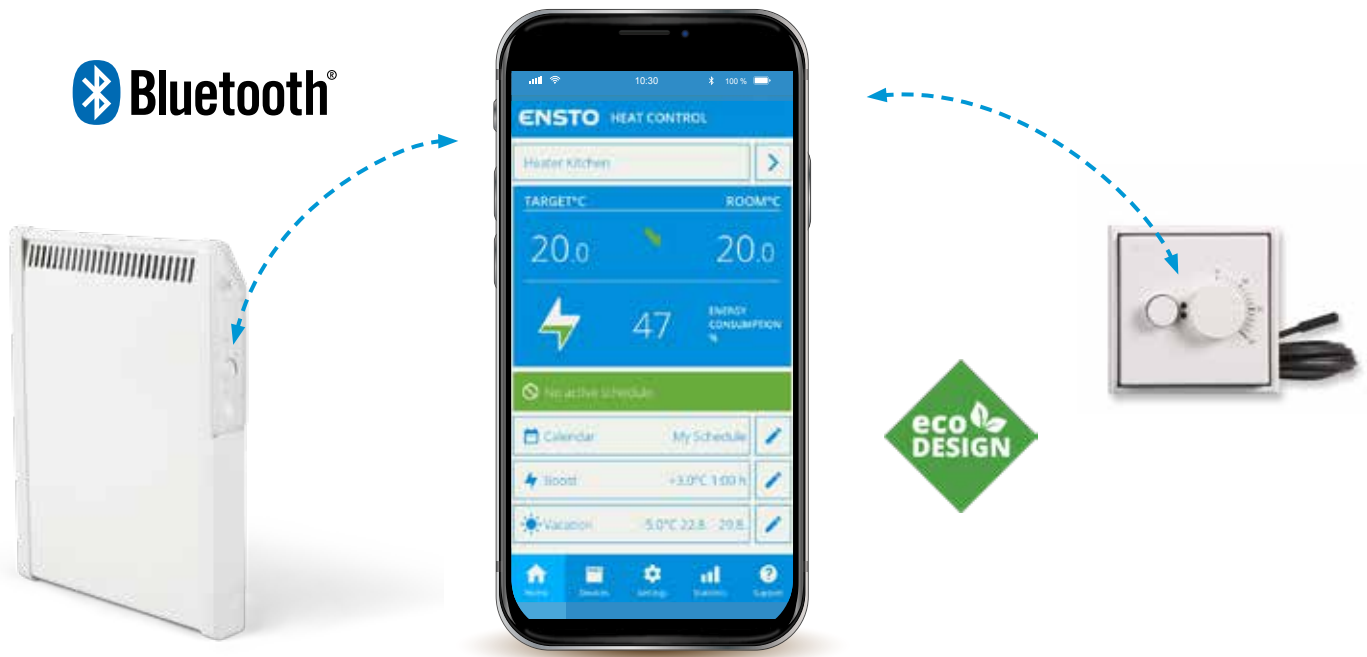 Bluetooth®
10:30
100 %
ENSTO HEAT CONTROL
Heater Kitchen
TARGET°C ROOM°C
20.0 20.0
47 ENERGY
CONSUMPTION
%
No active schedule
Calendar My Schedule
Boost +3.0°C 1:00 h
Vacation -5.0°C 22.8. - 29.8.
Home Devices Settings Statistics Support
eco
DESIGN